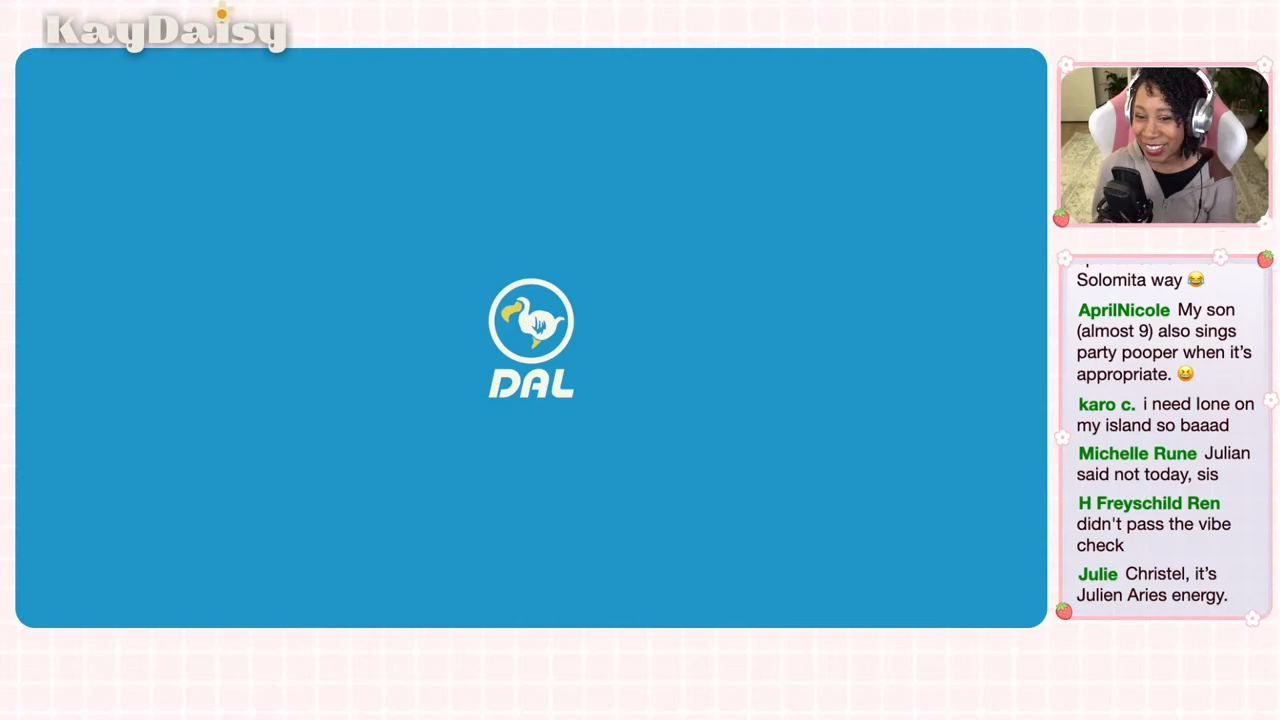 KayDaisy
DAL
Solomita way 😂
AprilNicole My son
(almost 9) also sings
party pooper when it's
appropriate. 😆
karo c. i need Ione on
my island so baaad
Michelle Rune Julian
said not today, sis
H Freyschild Ren
didn't pass the vibe
check
Julie Christel, it's
Julien Aries energy.